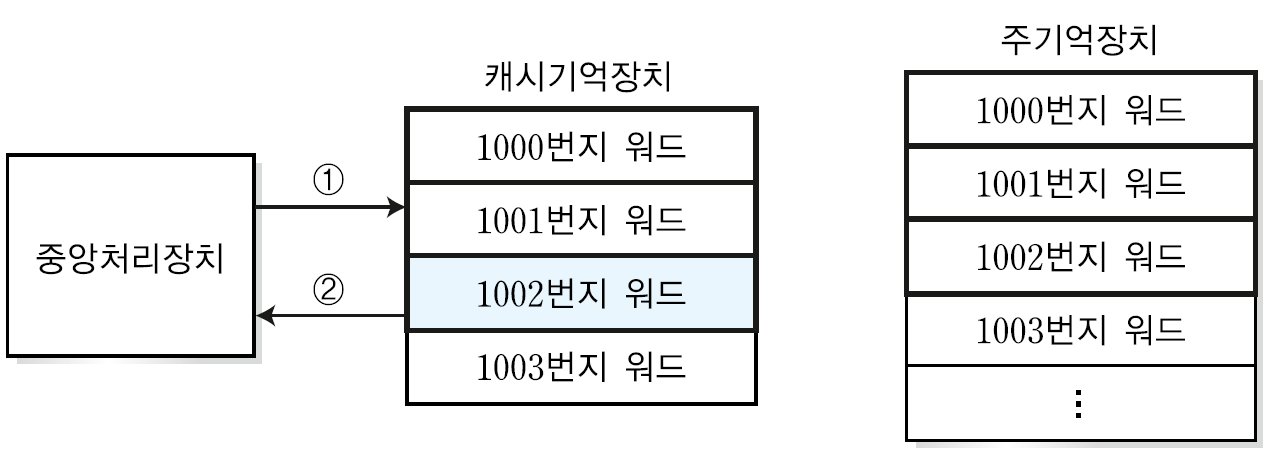 중앙처리장치
①
②
캐시기억장치
1000번지 워드
1001번지 워드
1002번지 워드
1003번지 워드
주기억장치
1000번지 워드
1001번지 워드
1002번지 워드
1003번지 워드
⋮